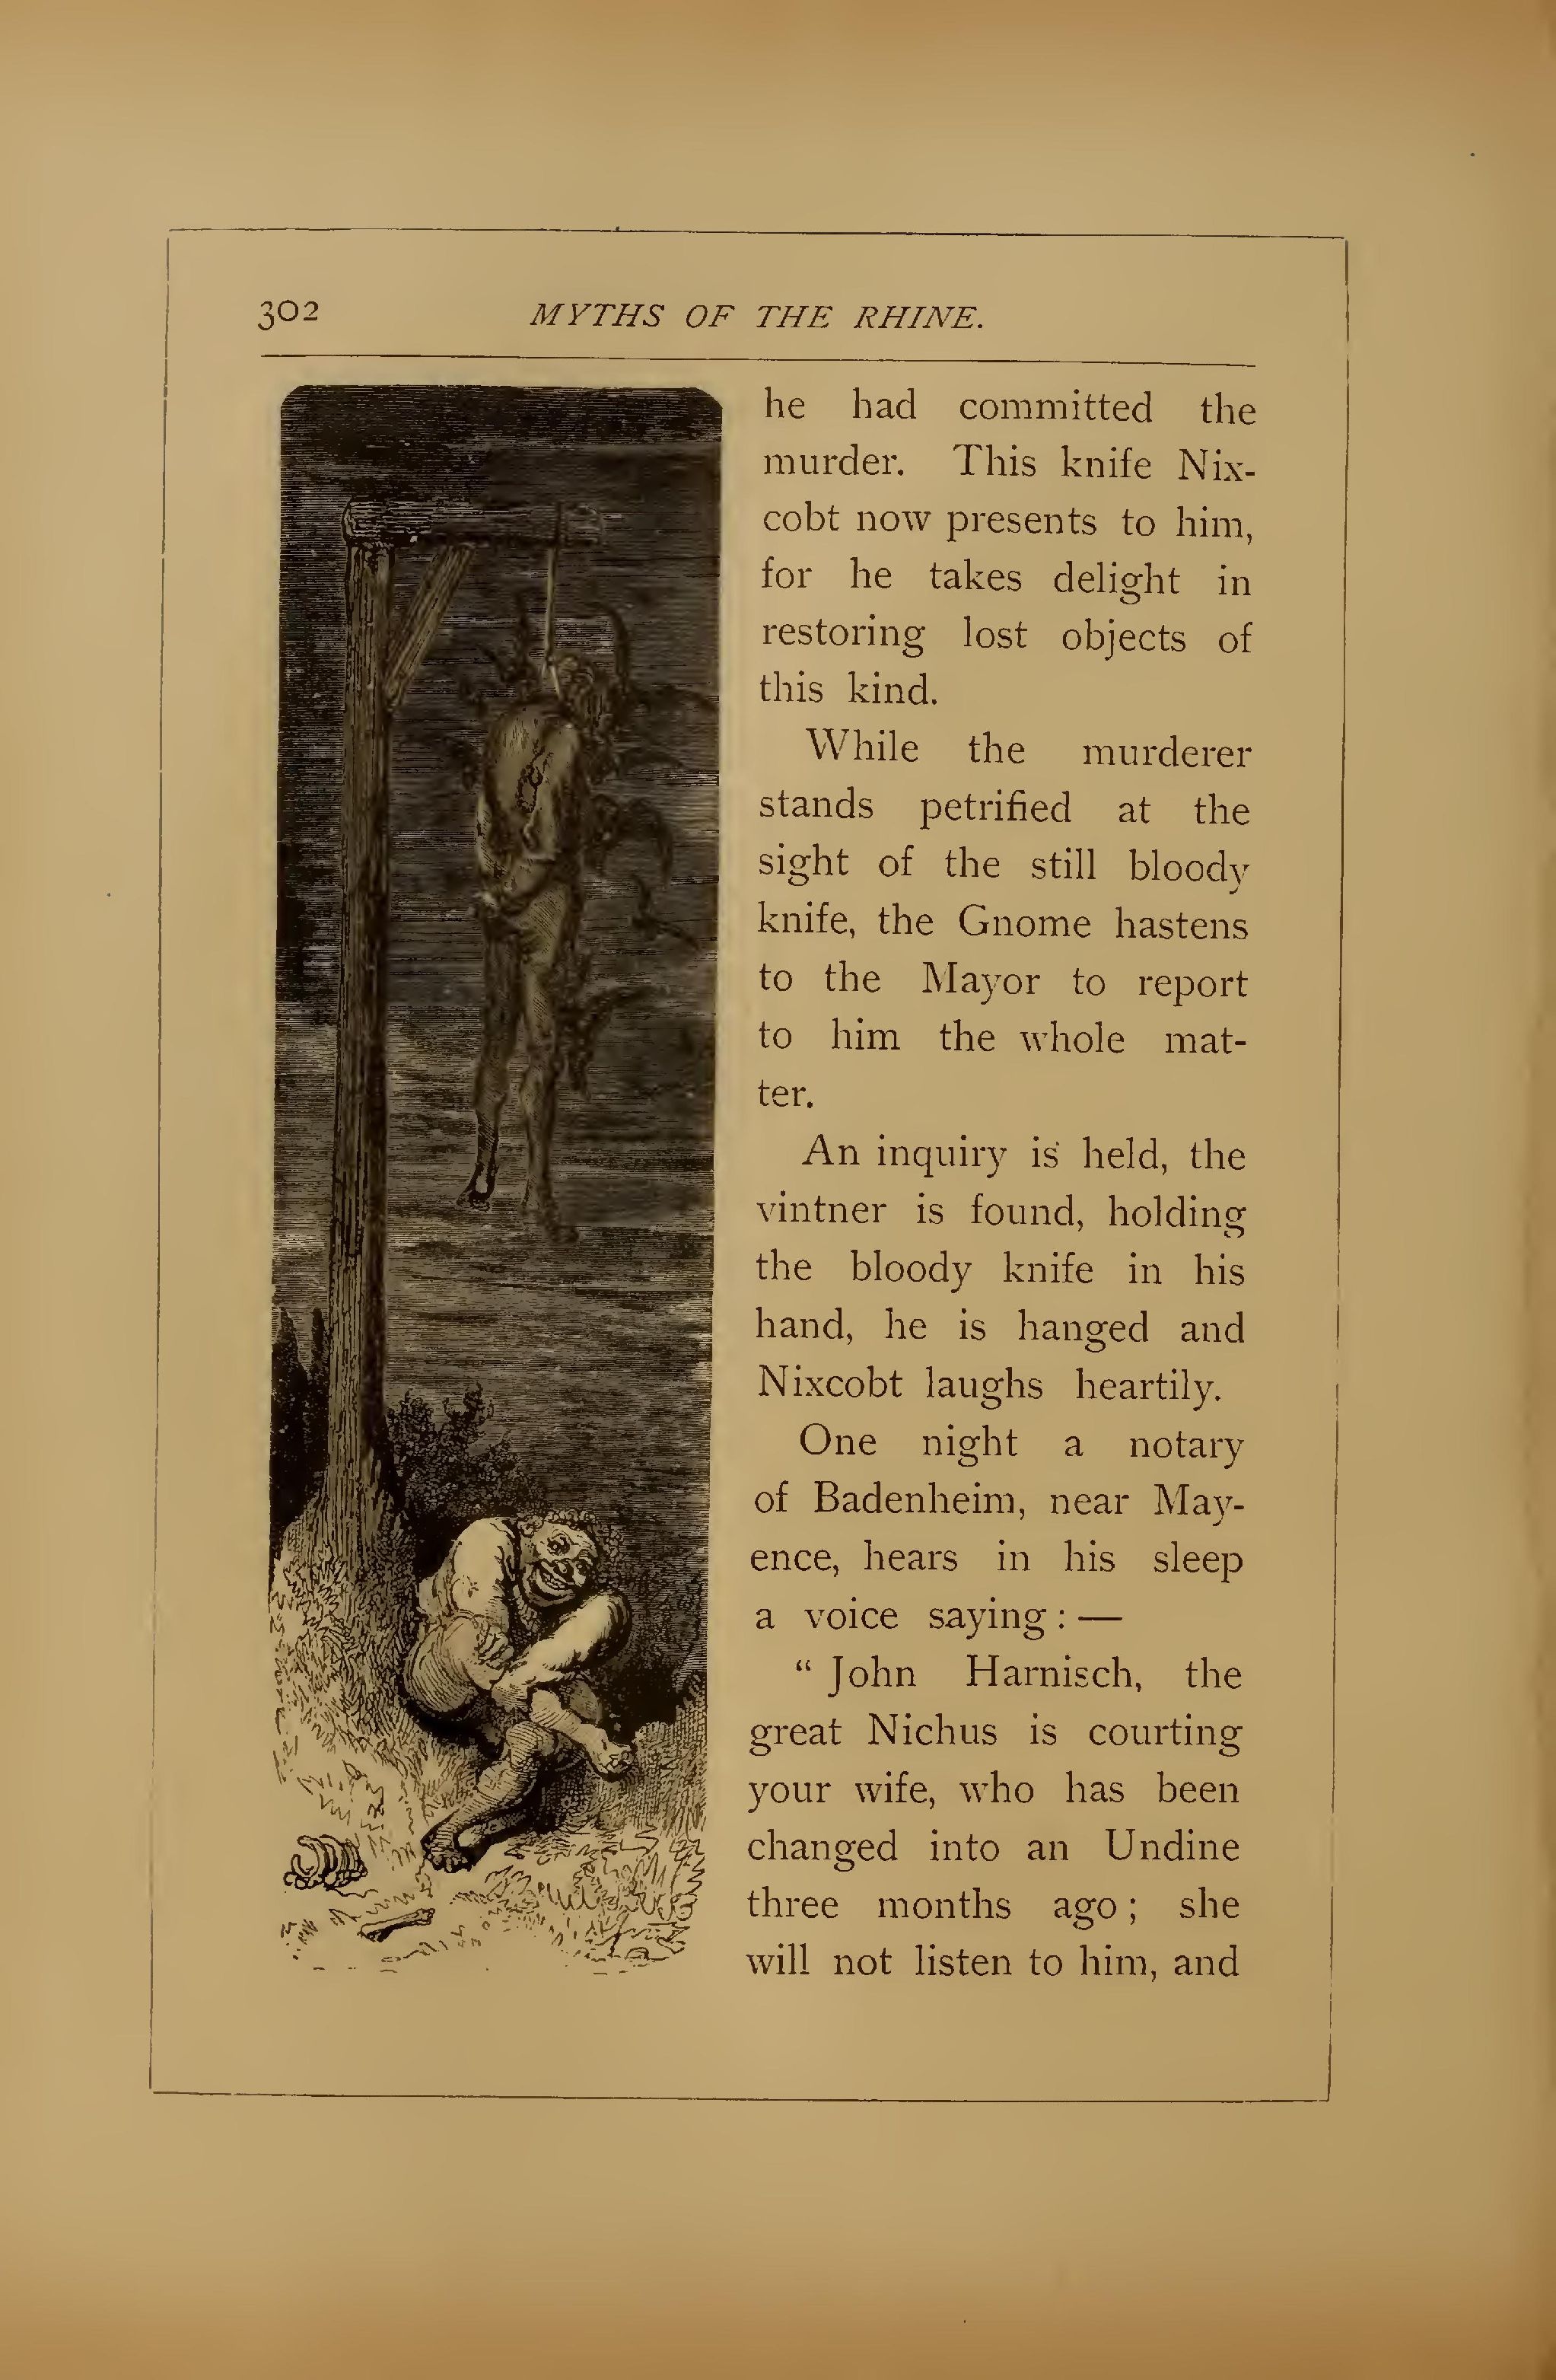 302
MYTHS OF THE RHINE.
he had committed the
murder. This knife Nix-
cobt now presents to him,
for he takes delight in
restoring lost objects of
this kind.
While the murderer
stands petrified at the
sight of the still bloody
knife, the Gnome hastens
to the Mayor to report
to him the whole mat-
ter.
An inquiry is held, the
vintner is found, holding
the bloody knife in his
hand, he is hanged and
Nixcobt laughs heartily.
One night a notary
of Badenheim, near May-
ence, hears in his sleep
a voice saying : —
“ John Harnisch, the
great Nichus is courting
your wife, who has been
changed into an Undine
three months ago ; she
will not listen to him, and